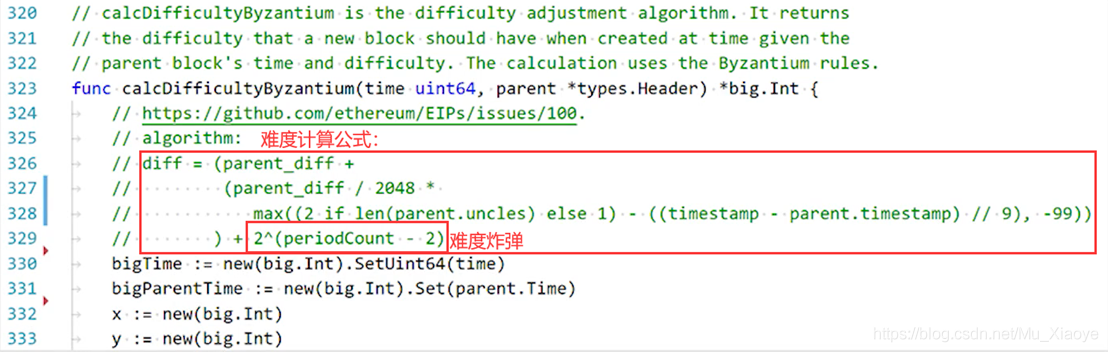 320 // calcDifficultyByzantium is the difficulty adjustment algorithm. It returns
321 // the difficulty that a new block should have when created at time given the
322 // parent block's time and difficulty. The calculation uses the Byzantium rules.
323 func calcDifficultyByzantium(time uint64, parent *types.Header) *big.Int {
324 // https://github.com/ethereum/EIPs/issues/100.
325 // algorithm: 难度计算公式：
326 // diff = (parent_diff +
327 // (parent_diff / 2048 *
328 // max((2 if len(parent.uncles) else 1) - ((timestamp - parent.timestamp) // 9), -99))
329 // ) + 2^(periodCount - 2) 难度炸弹
330 bigTime := new(big.Int).SetUint64(time)
331 bigParentTime := new(big.Int).Set(parent.Time)
332 x := new(big.Int)
333 y := new(big.Int)
https://blog.csdn.net/Mu_Xiaoye